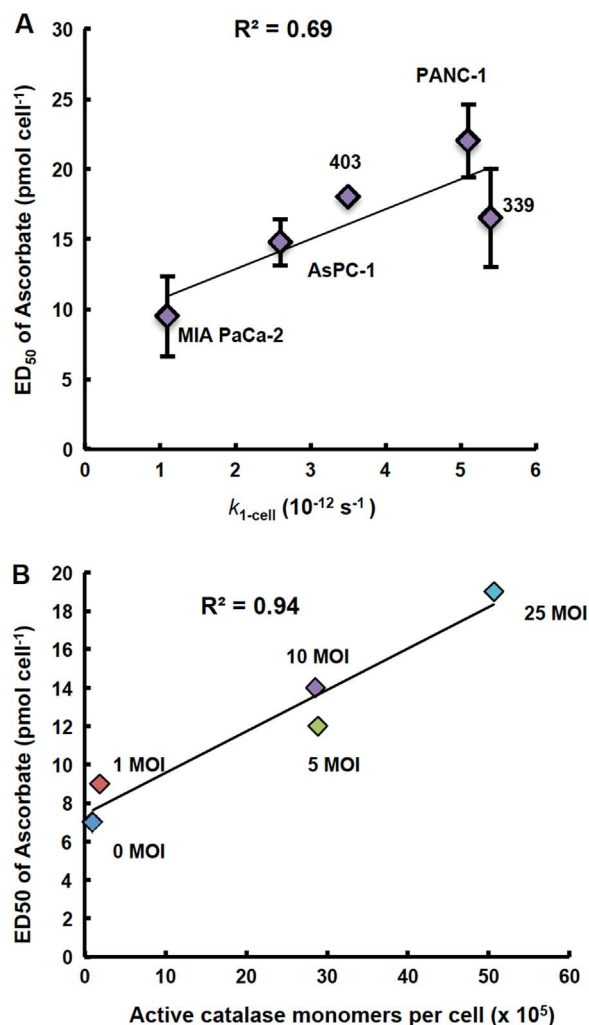 A
R² = 0.69
ED₅₀ of Ascorbate (pmol cell⁻¹)
30
25
20
15
10
5
0
PANC-1
403
339
AsPC-1
MIA PaCa-2
0 1 2 3 4 5 6
k₁₋cell (10⁻¹² s⁻¹)
B
R² = 0.94
ED50 of Ascorbate (pmol cell⁻¹)
20
18
16
14
12
10
8
6
4
2
0
25 MOI
10 MOI
5 MOI
1 MOI
0 MOI
0 10 20 30 40 50 60
Active catalase monomers per cell (x 10⁵)